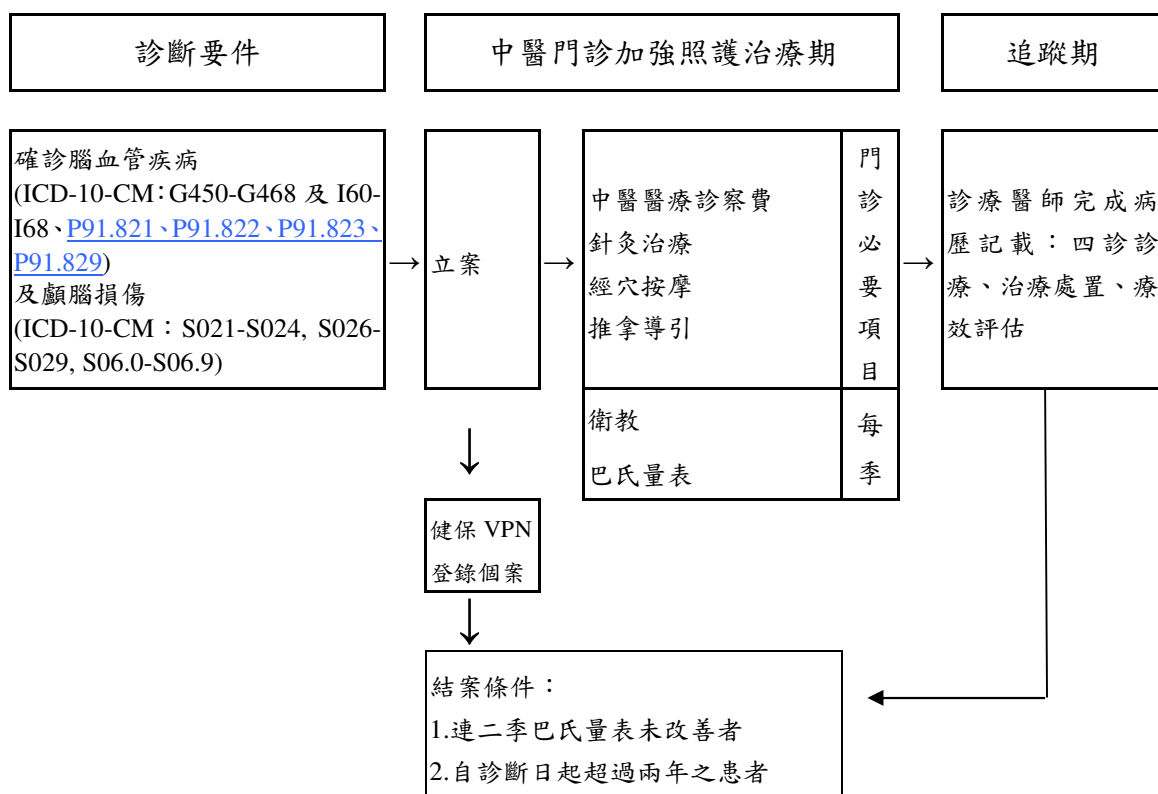 診斷要件
中醫門診加強照護治療期
追蹤期
確診腦血管疾病
(ICD-10-CM：G450-G468 及 I60-
I68、P91.821、P91.822、P91.823、
P91.829)
及顱腦損傷
(ICD-10-CM：S021-S024, S026-
S029, S06.0-S06.9)
→
立案
→
中醫醫療診察費
針灸治療
經穴按摩
推拿導引
門
診
必
要
項
目
→
診療醫師完成病
歷記載：四診診
療、治療處置、療
效評估
衛教
巴氏量表
每
季
↓
健保 VPN
登錄個案
↓
結案條件：
1.連二季巴氏量表未改善者
2.自診斷日起超過兩年之患者